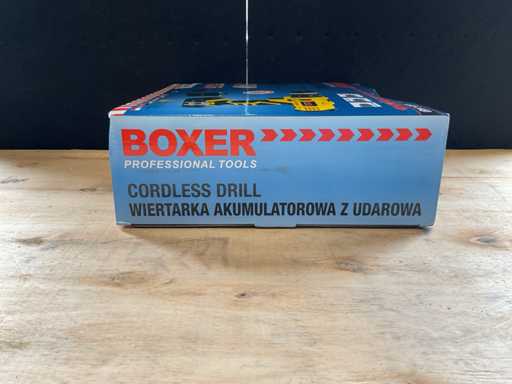 BOXER
PROFESSIONAL TOOLS
CORDLESS DRILL
WIERTARKA AKUMULATOROWA Z UDAROWA